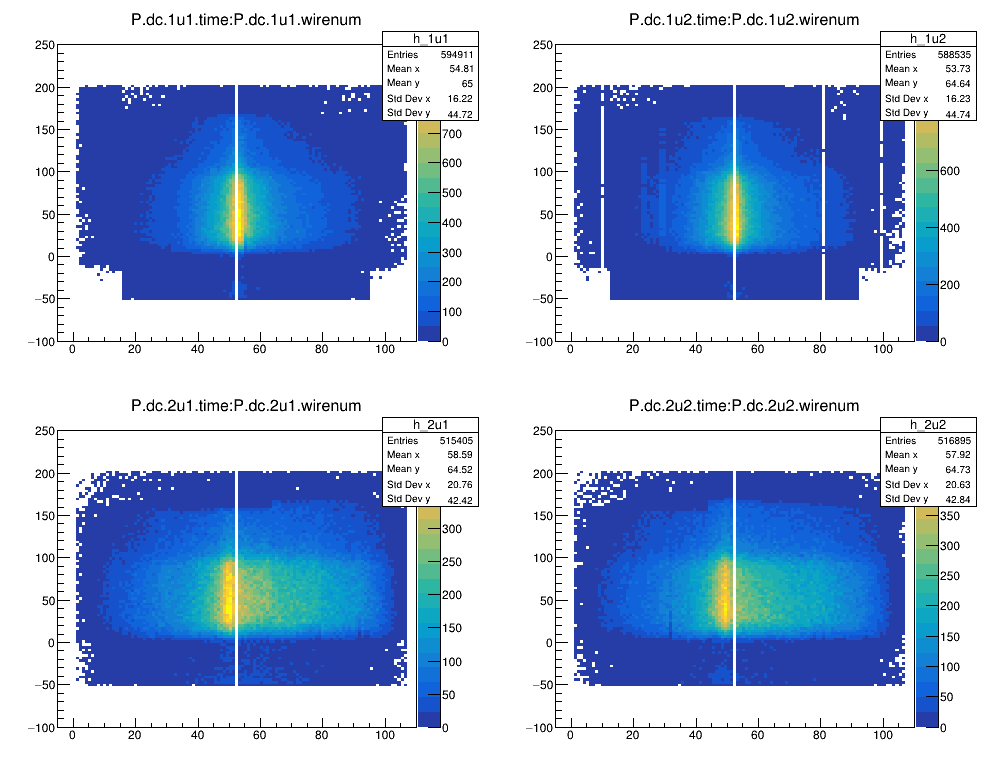 P.dc.1u1.time:P.dc.1u1.wirenum
h_1u1
Entries 594911
Mean x 54.81
Mean y 65
Std Dev x 16.22
Std Dev y 44.72
250
200
150
100
50
0
−50
−100
0 20 40 60 80 100
700
600
500
400
300
200
100
0
P.dc.1u2.time:P.dc.1u2.wirenum
h_1u2
Entries 588535
Mean x 53.73
Mean y 64.64
Std Dev x 16.23
Std Dev y 44.74
250
200
150
100
50
0
−50
−100
0 20 40 60 80 100
600
400
200
0
P.dc.2u1.time:P.dc.2u1.wirenum
h_2u1
Entries 515405
Mean x 58.59
Mean y 64.52
Std Dev x 20.76
Std Dev y 42.42
250
200
150
100
50
0
−50
−100
0 20 40 60 80 100
300
250
200
150
100
50
0
P.dc.2u2.time:P.dc.2u2.wirenum
h_2u2
Entries 516895
Mean x 57.92
Mean y 64.73
Std Dev x 20.63
Std Dev y 42.84
250
200
150
100
50
0
−50
−100
0 20 40 60 80 100
350
300
250
200
150
100
50
0